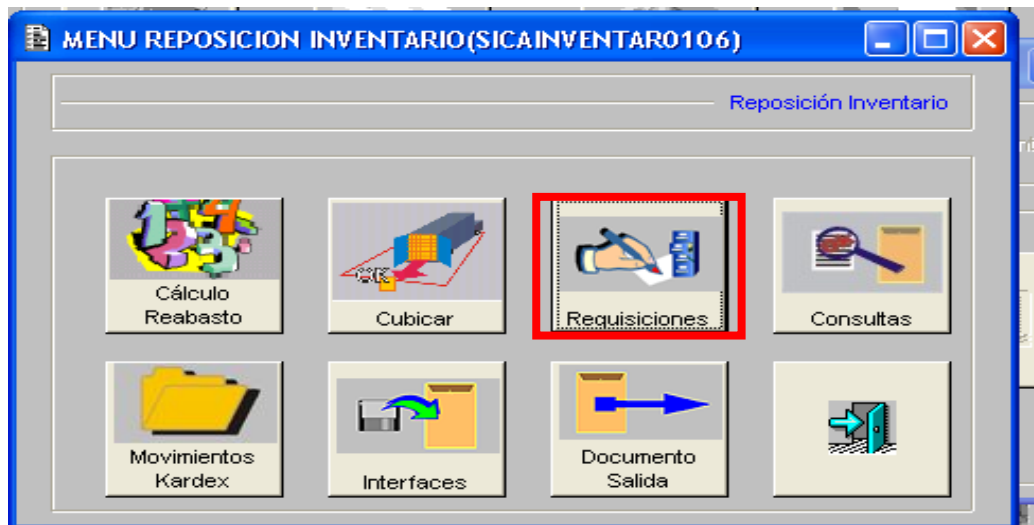 MENU REPOSICION INVENTARIO(SICAINVENTAR0106)
Reposición Inventario
Cálculo
Reabasto
Cubicar
Requisiciones
Consultas
Movimientos
Kardex
Interfaces
Documento
Salida